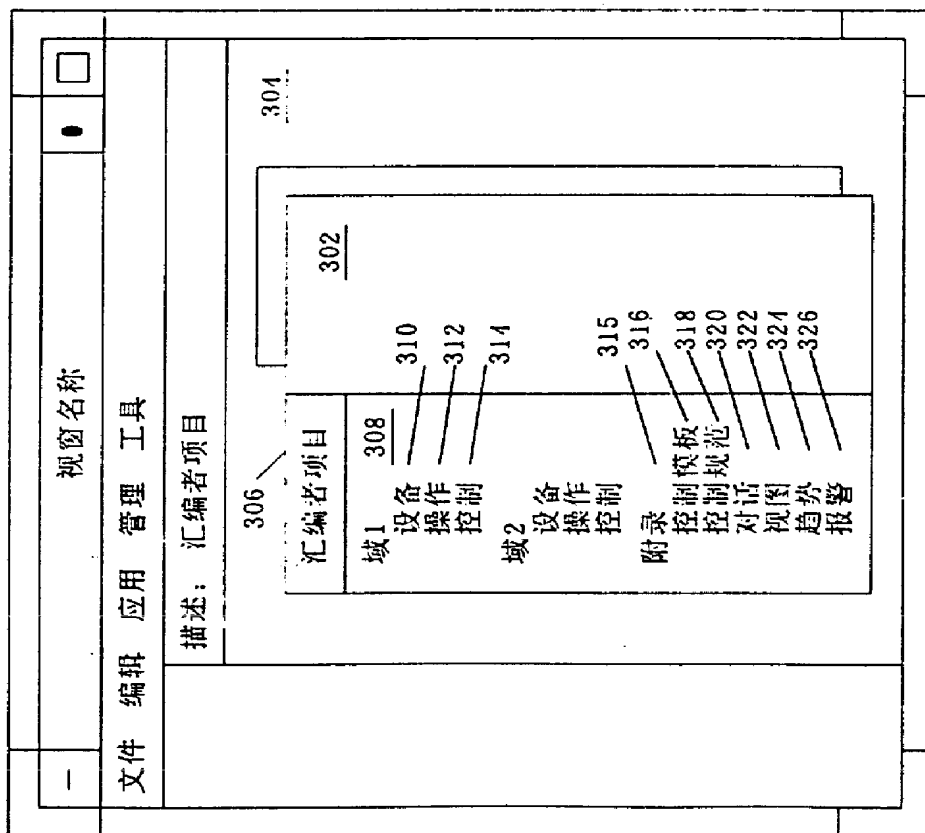 视窗名称
文件 编辑 应用 管理 工具
描述: 汇编者项目
304
306
汇编者项目
302
308
域1
设备 310
操作 312
控制 314
域2
设备
操作
控制
附录 315
控制模板 316
控制规范 318
对话 320
视图 322
趋势 324
报警 326